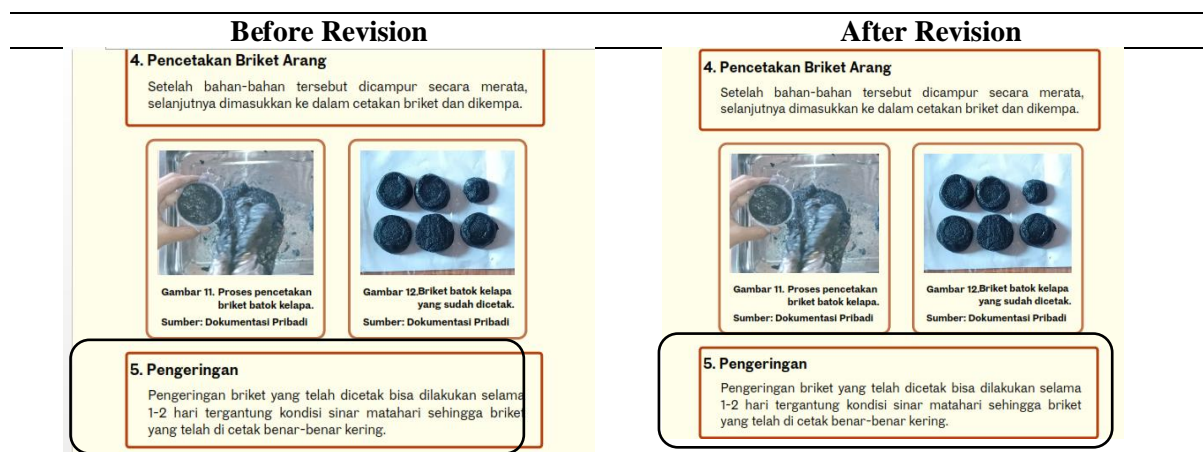 Before Revision
After Revision
4. Pencetakan Briket Arang
Setelah bahan-bahan tersebut dicampur secara merata,
selanjutnya dimasukkan ke dalam cetakan briket dan dikempa.
Gambar 11. Proses pencetakan
briket batok kelapa.
Sumber: Dokumentasi Pribadi
Gambar 12.Briket batok kelapa
yang sudah dicetak.
Sumber: Dokumentasi Pribadi
5. Pengeringan
Pengeringan briket yang telah dicetak bisa dilakukan selama
1-2 hari tergantung kondisi sinar matahari sehingga briket
yang telah di cetak benar-benar kering.
4. Pencetakan Briket Arang
Setelah bahan-bahan tersebut dicampur secara merata,
selanjutnya dimasukkan ke dalam cetakan briket dan dikempa.
Gambar 11. Proses pencetakan
briket batok kelapa.
Sumber: Dokumentasi Pribadi
Gambar 12.Briket batok kelapa
yang sudah dicetak.
Sumber: Dokumentasi Pribadi
5. Pengeringan
Pengeringan briket yang telah dicetak bisa dilakukan selama
1-2 hari tergantung kondisi sinar matahari sehingga briket
yang telah di cetak benar-benar kering.